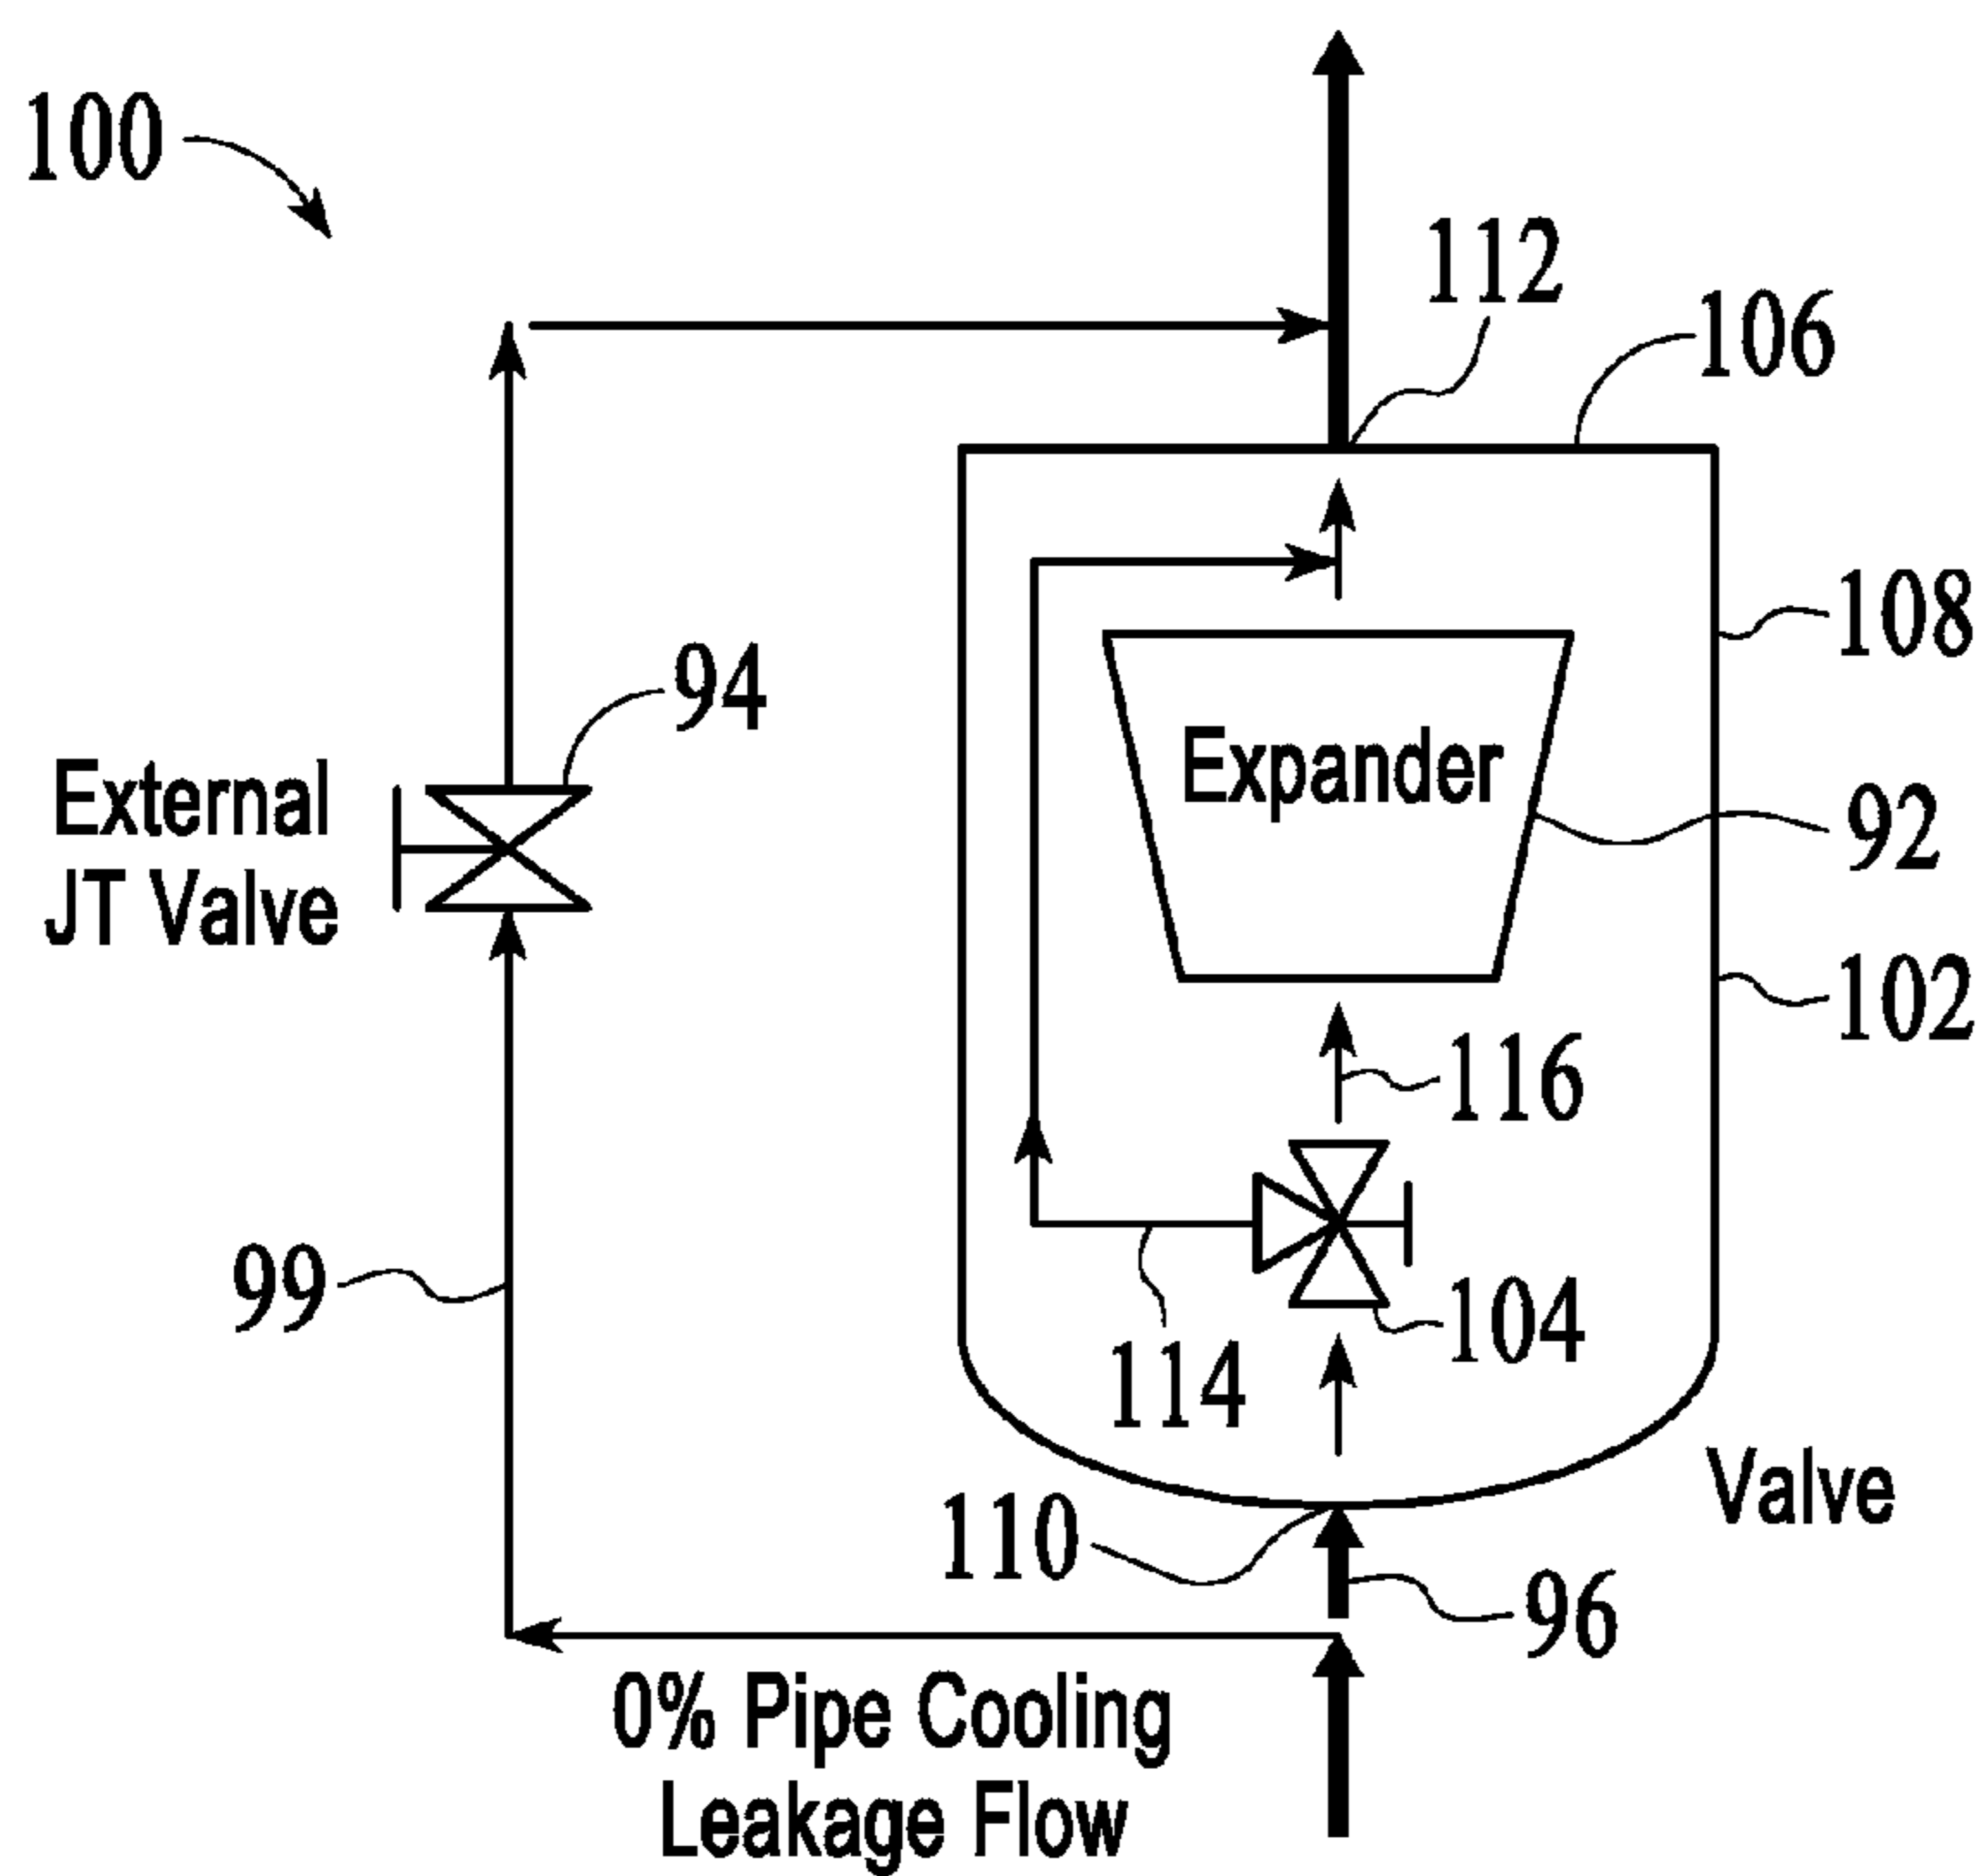 100
112
106
108
94
Expander
External
JT Valve
92
102
116
99
104
114
Valve
110
96
0% Pipe Cooling
Leakage Flow